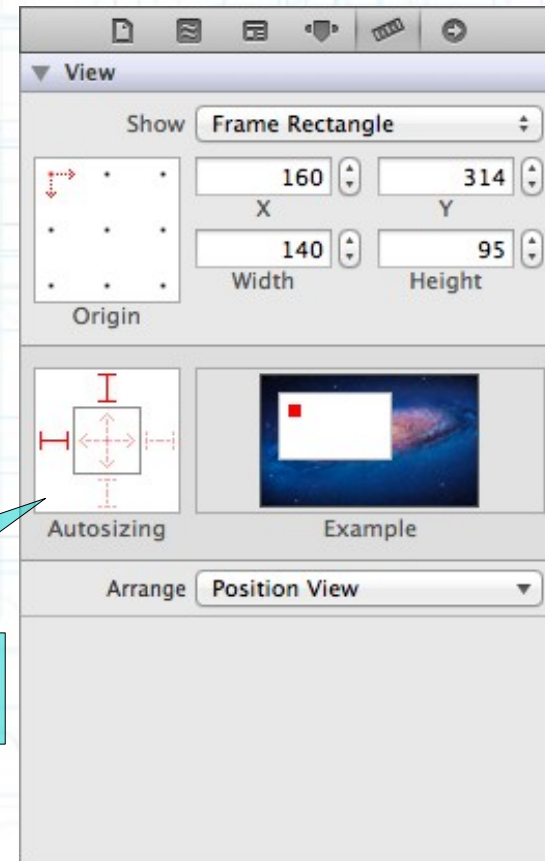 View
Show Frame Rectangle
160 314
X Y
140 95
Width Height
Origin
Autosizing Example
Arrange Position View